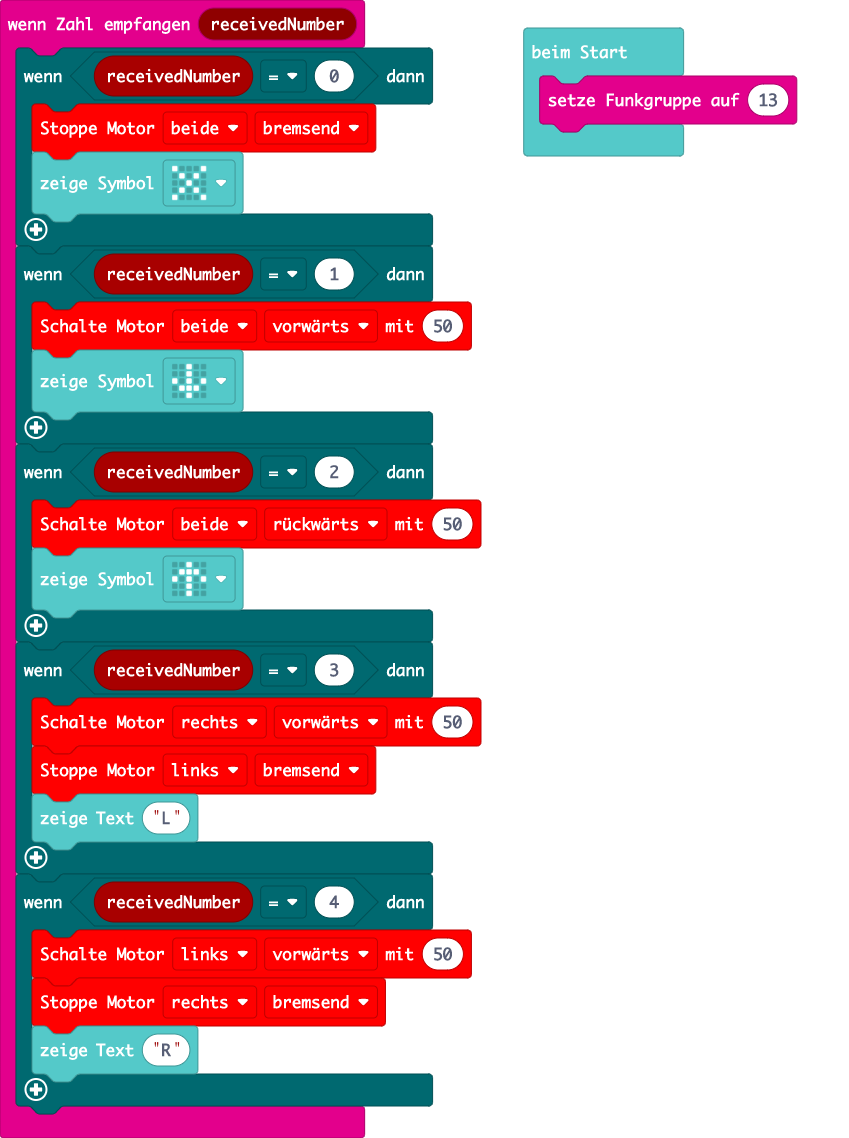 wenn Zahl empfangen receivedNumber
wenn receivedNumber = 0 dann
Stoppe Motor beide bremsend
zeige Symbol
wenn receivedNumber = 1 dann
Schalte Motor beide vorwärts mit 50
zeige Symbol
wenn receivedNumber = 2 dann
Schalte Motor beide rückwärts mit 50
zeige Symbol
wenn receivedNumber = 3 dann
Schalte Motor rechts vorwärts mit 50
Stoppe Motor links bremsend
zeige Text "L"
wenn receivedNumber = 4 dann
Schalte Motor links vorwärts mit 50
Stoppe Motor rechts bremsend
zeige Text "R"
beim Start
setze Funkgruppe auf 13